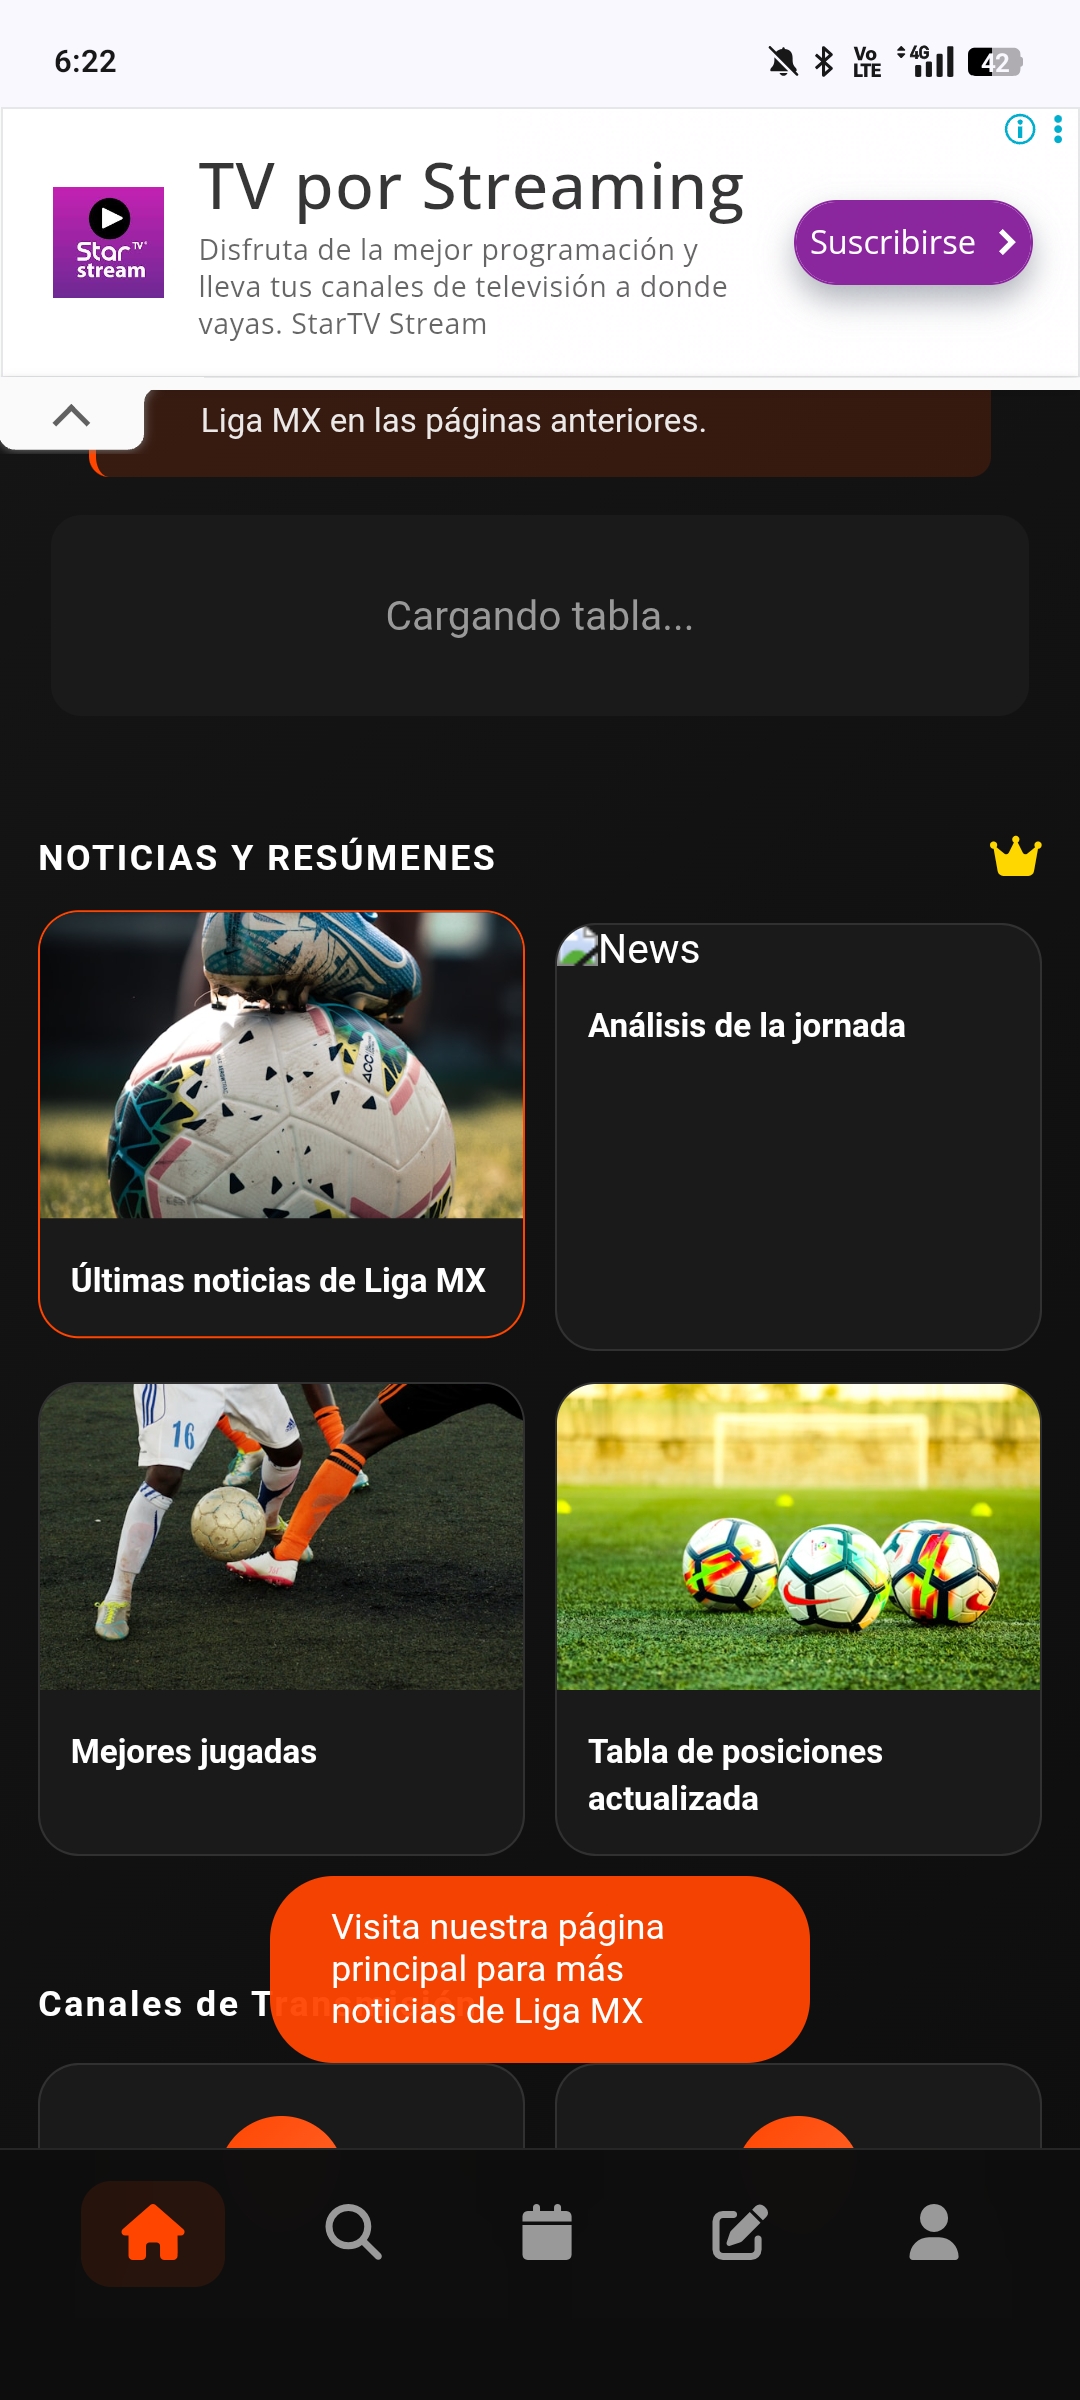 6:22
Vo
LTE
4G
42
TV por Streaming
Disfruta de la mejor programación y
lleva tus canales de televisión a donde
vayas. StarTV Stream
Star TV
stream
Suscribirse
Liga MX en las páginas anteriores.
Cargando tabla...
NOTICIAS Y RESÚMENES
News
Análisis de la jornada
Últimas noticias de Liga MX
16
Mejores jugadas
Tabla de posiciones
actualizada
Visita nuestra página
principal para más
noticias de Liga MX
Canales de